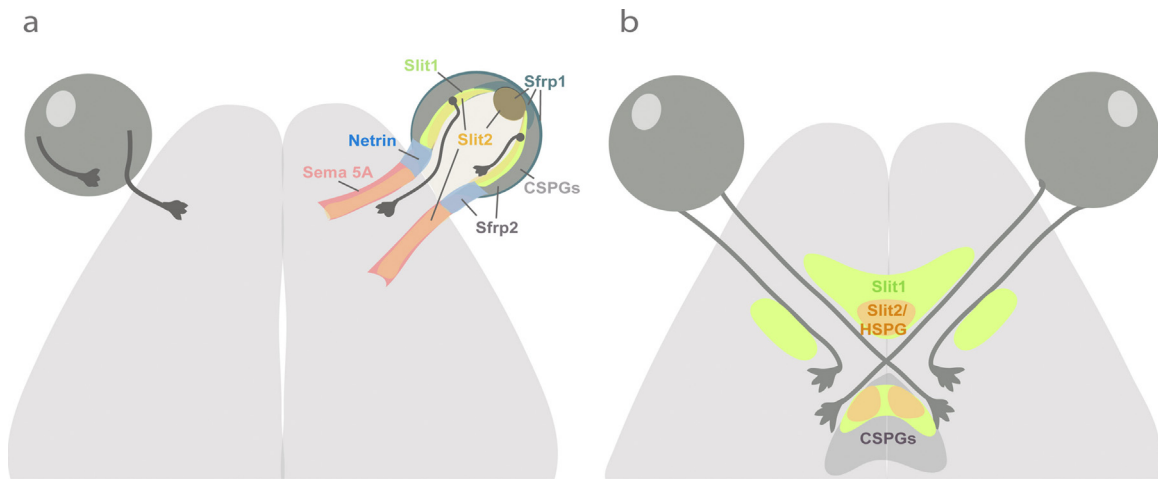 a
Slit1
Sfrp1
Netrin
Slit2
Sema 5A
CSPGs
Sfrp2
b
Slit1
Slit2/
HSPG
CSPGs